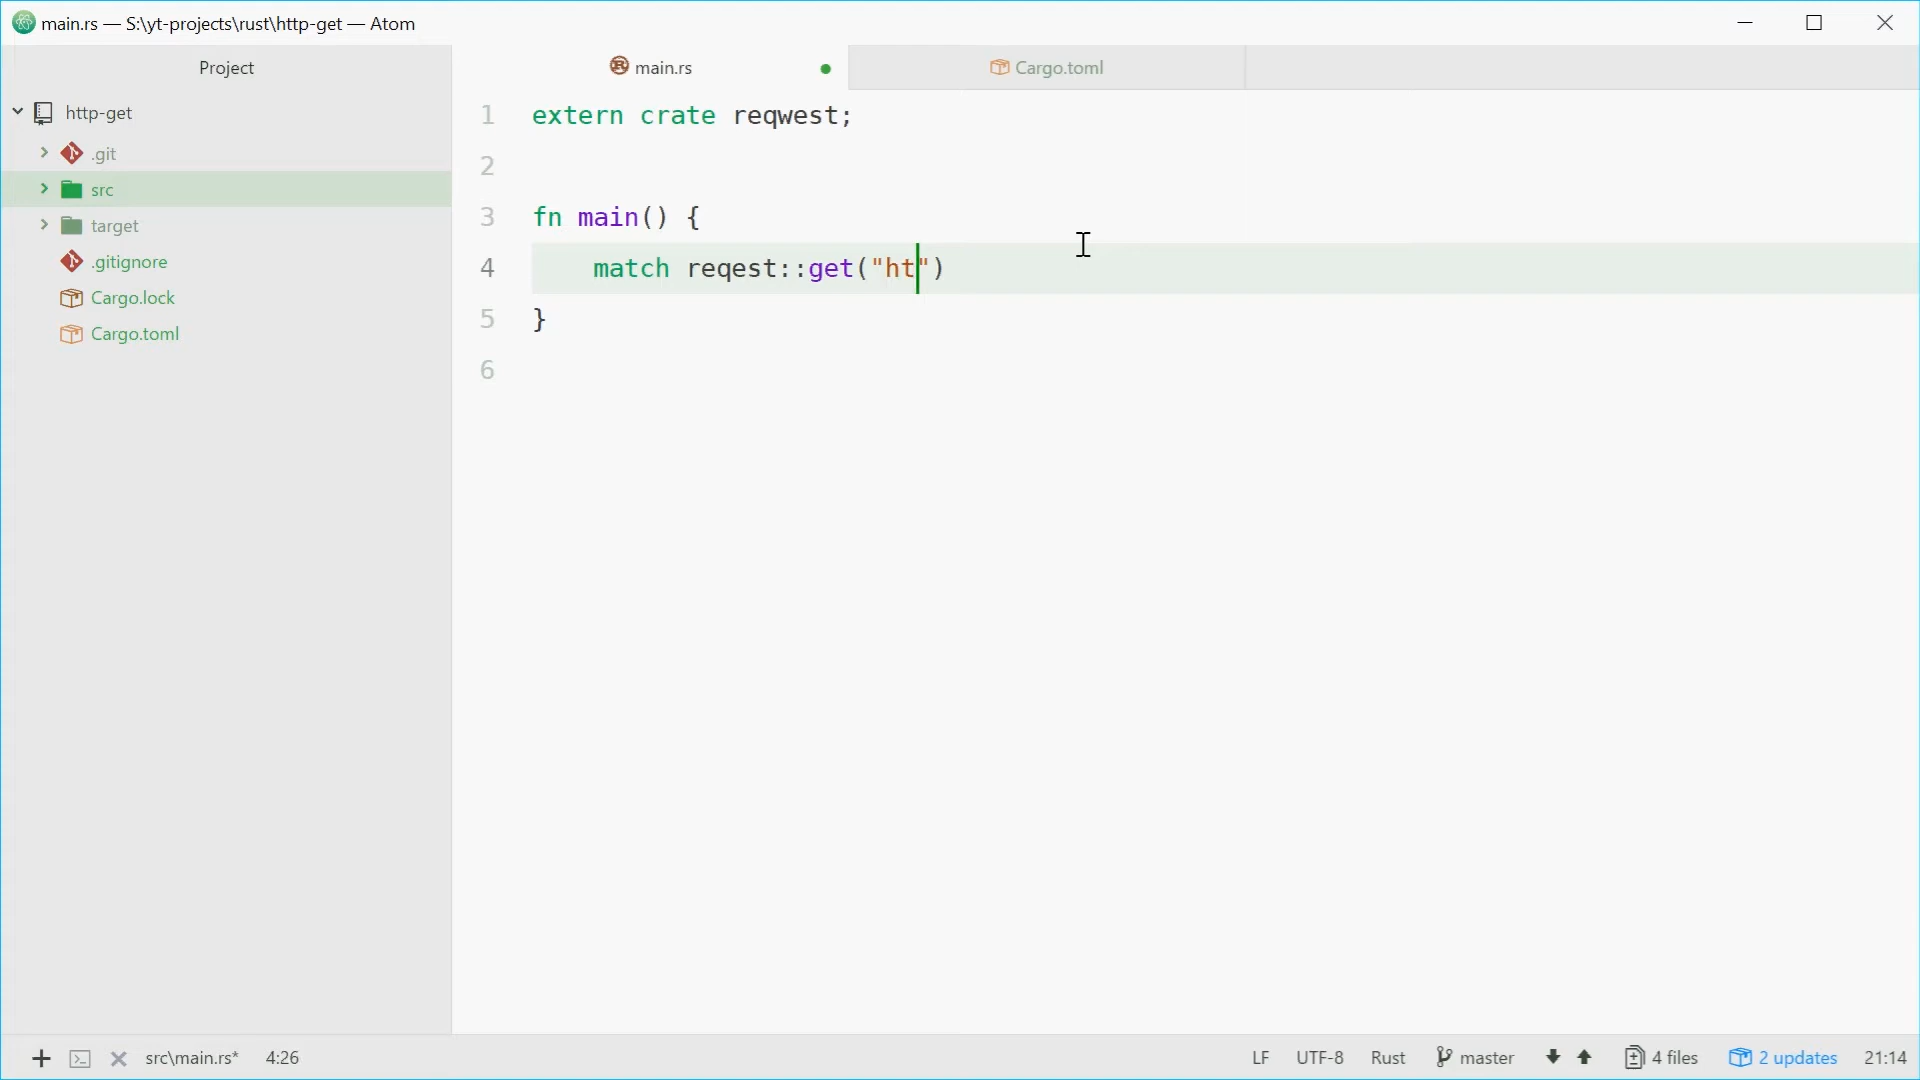 main.rs — S:\yt-projects\rust\http-get — Atom
Project
main.rs
Cargo.toml
http-get
.git
src
target
.gitignore
Cargo.lock
Cargo.toml
1 extern crate reqwest;
2
3 fn main() {
4     match reqest::get("ht")
5 }
6
src\main.rs* 4:26
LF UTF-8 Rust master 4 files 2 updates 21:14